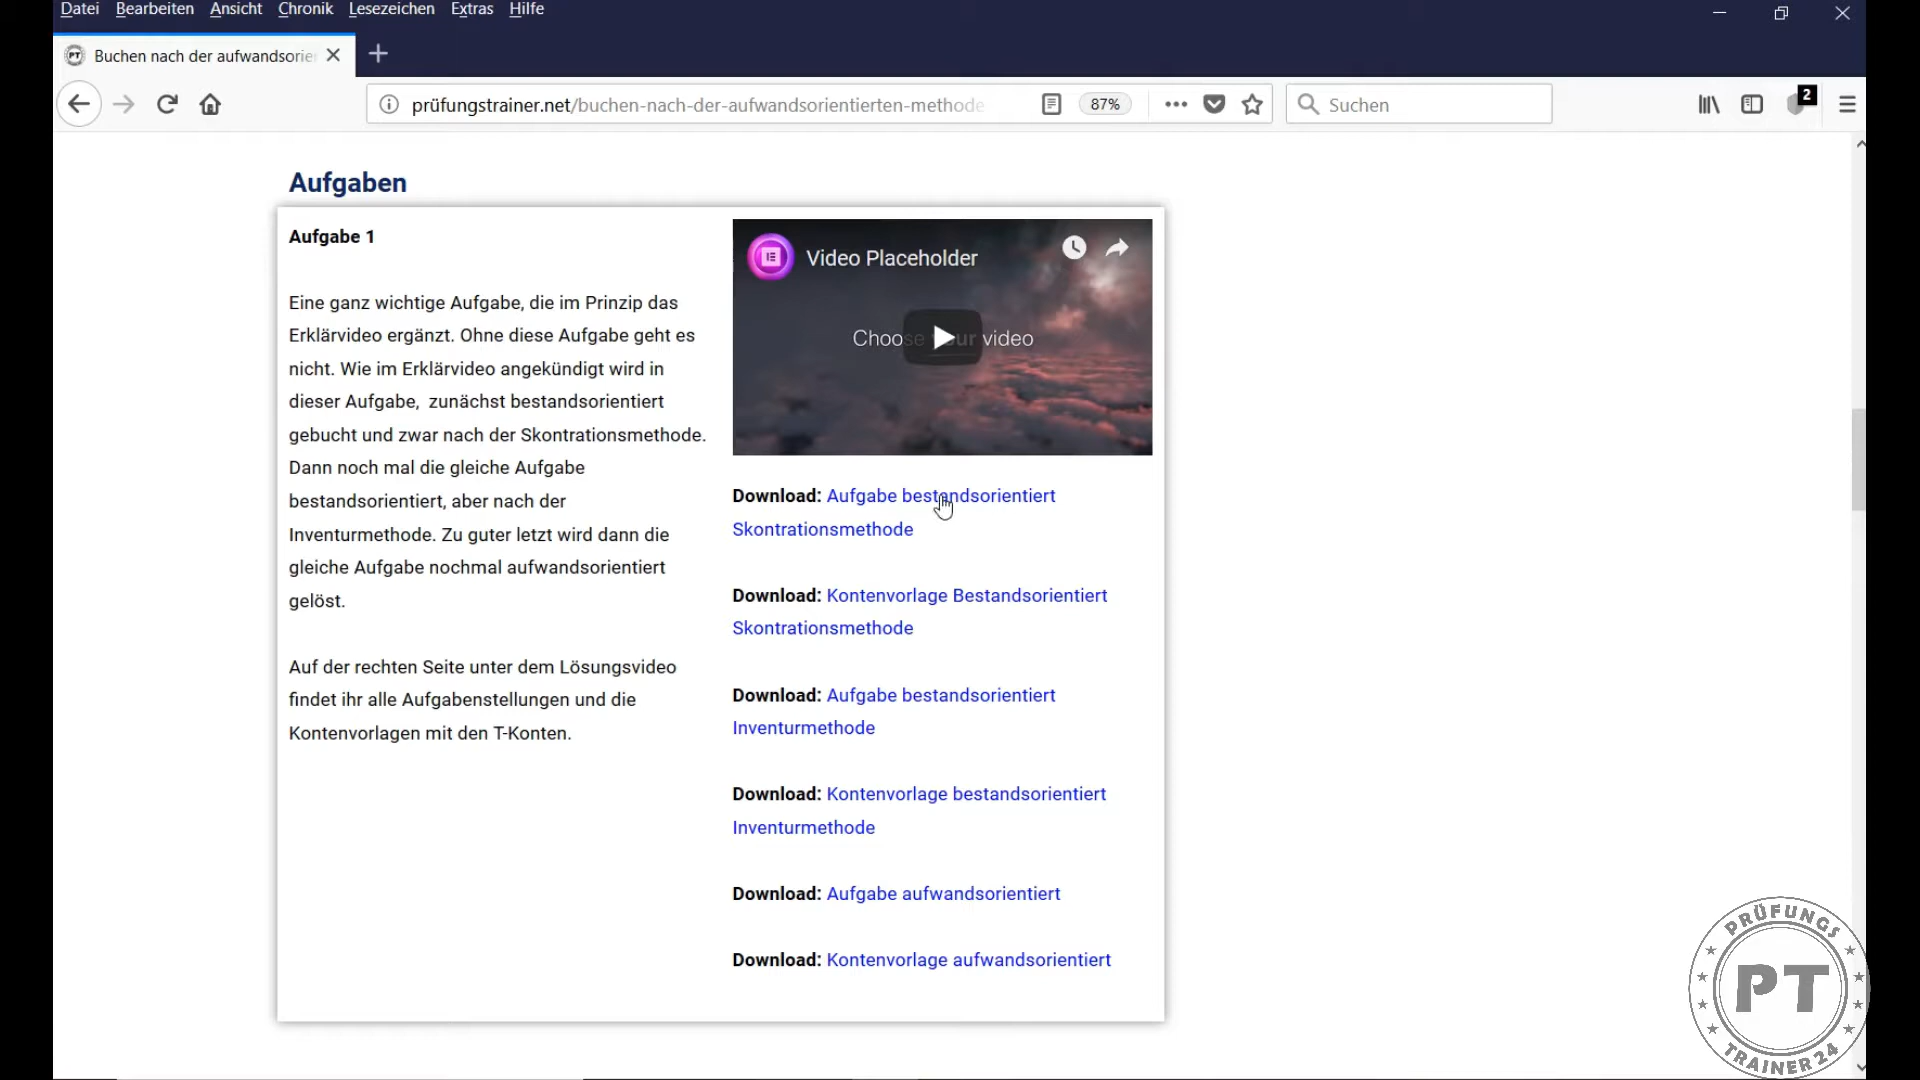 Datei Bearbeiten Ansicht Chronik Lesezeichen Extras Hilfe
Buchen nach der aufwandsorie
prüfungstrainer.net/buchen-nach-der-aufwandsorientierten-methode 87% Suchen 2
Aufgaben
Aufgabe 1
Eine ganz wichtige Aufgabe, die im Prinzip das
Erklärvideo ergänzt. Ohne diese Aufgabe geht es
nicht. Wie im Erklärvideo angekündigt wird in
dieser Aufgabe, zunächst bestandsorientiert
gebucht und zwar nach der Skontrationsmethode.
Dann noch mal die gleiche Aufgabe
bestandsorientiert, aber nach der
Inventurmethode. Zu guter letzt wird dann die
gleiche Aufgabe nochmal aufwandsorientiert
gelöst.
Auf der rechten Seite unter dem Lösungsvideo
findet ihr alle Aufgabenstellungen und die
Kontenvorlagen mit den T-Konten.
Video Placeholder
Choose your video
Download: Aufgabe bestandsorientiert
Skontrationsmethode
Download: Kontenvorlage Bestandsorientiert
Skontrationsmethode
Download: Aufgabe bestandsorientiert
Inventurmethode
Download: Kontenvorlage bestandsorientiert
Inventurmethode
Download: Aufgabe aufwandsorientiert
Download: Kontenvorlage aufwandsorientiert
PRÜFUNGS
PT
TRAINER24